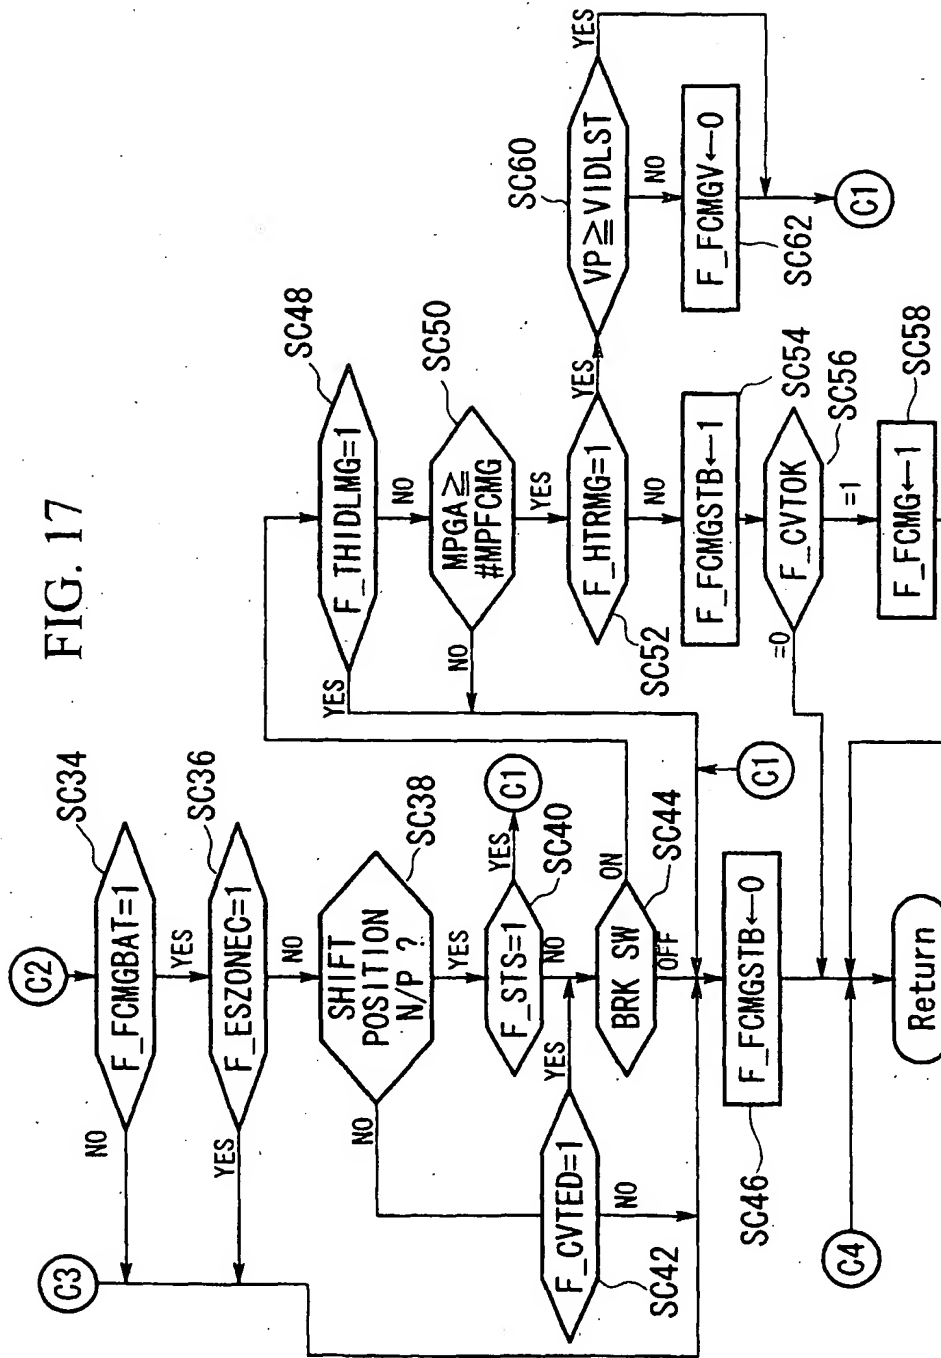 FIG. 17
C2
C3
F_FCMGBAT=1
SC34
NO
YES
F_ESZONEC=1
SC36
YES
NO
SHIFT
POSITION
N/P ?
SC38
NO
YES
F_STS=1
SC40
YES
C1
NO
F_CVTED=1
SC42
YES
NO
BRK SW
SC44
ON
OFF
F_FCMGSTB←0
SC46
C1
C4
Return
F_THIDLMG=1
SC48
YES
NO
MPGA≧
#MPFCMG
SC50
NO
YES
F_HTRMG=1
SC52
YES
NO
F_FCMGSTB←1
SC54
F_CVTOK
SC56
=0
=1
F_FCMG←1
SC58
VP≧VIDLST
SC60
YES
NO
F_FCMGV←0
SC62
C1